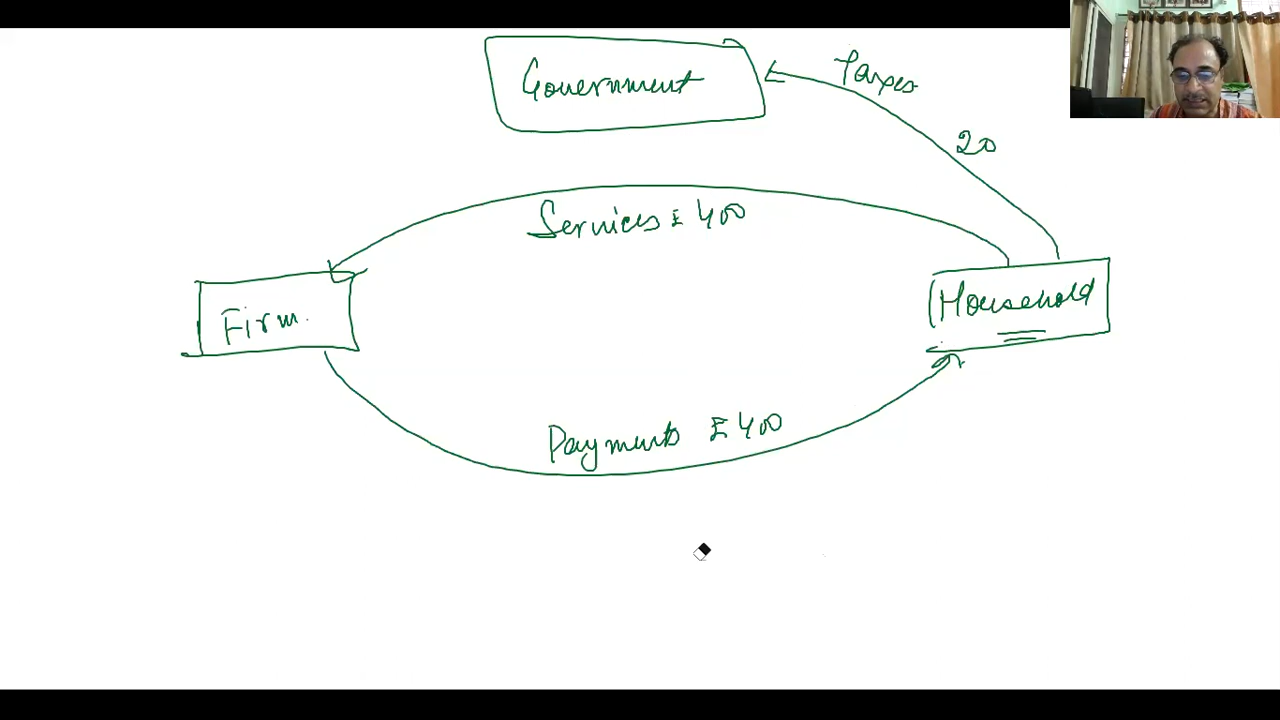 Government
Taxes
20
Services £ 400
Firm.
Household
Payments £ 400